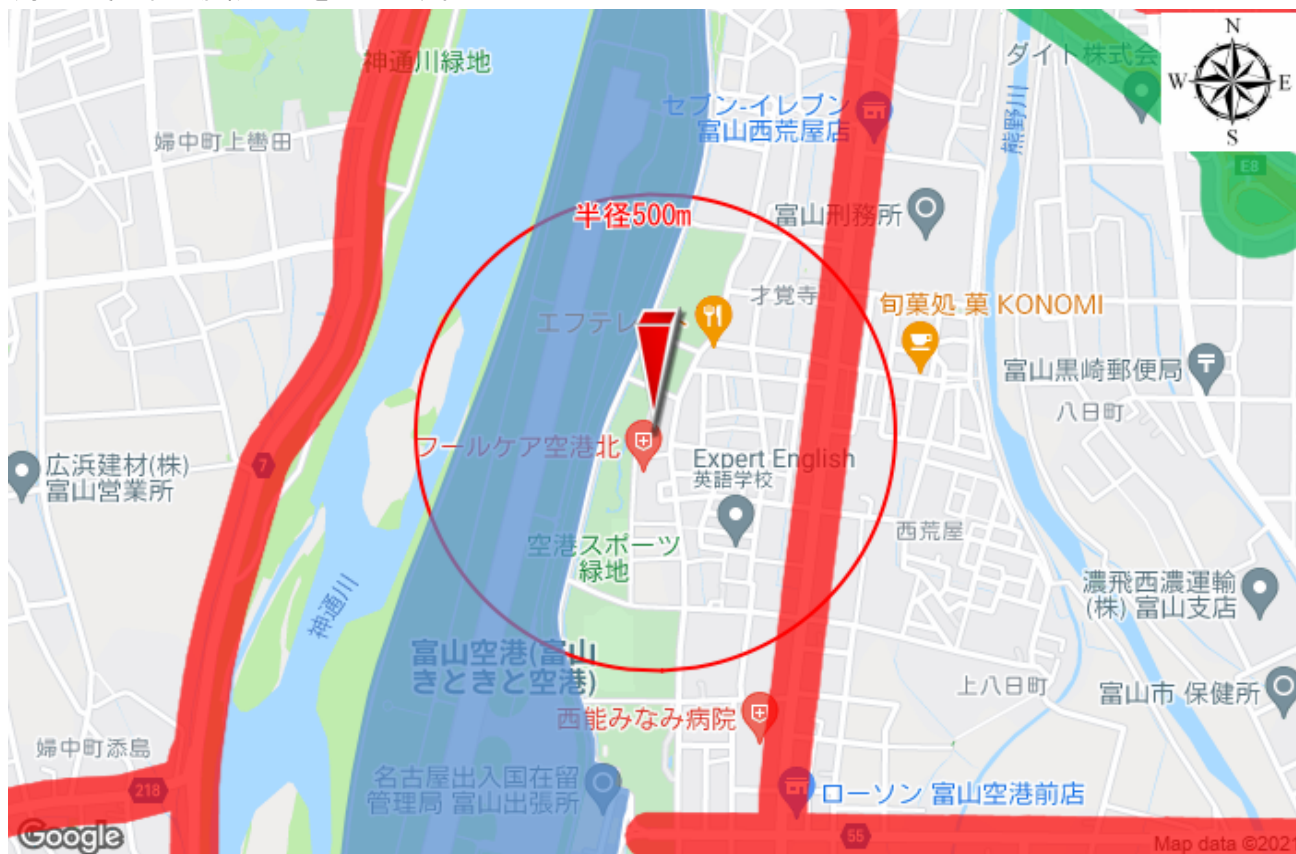 神通川緑地
N
W
E
S
ダイト株式会
セブン-イレブン
富山西荒屋店
熊野川
婦中町上轡田
E8
半径500m
富山刑務所
才覚寺
エフテレ
旬菓処 菓 KONOMI
富山黒崎郵便局
八日町
フールケア空港北
Expert English
英語学校
広浜建材(株)
富山営業所
7
西荒屋
空港スポーツ
緑地
神通川
濃飛西濃運輸
(株) 富山支店
富山空港(富山
きときと空港)
上八日町
富山市 保健所
西能みなみ病院
婦中町添島
218
名古屋出入国在留
管理局 富山出張所
ローソン 富山空港前店
55
Google
Map data ©2021